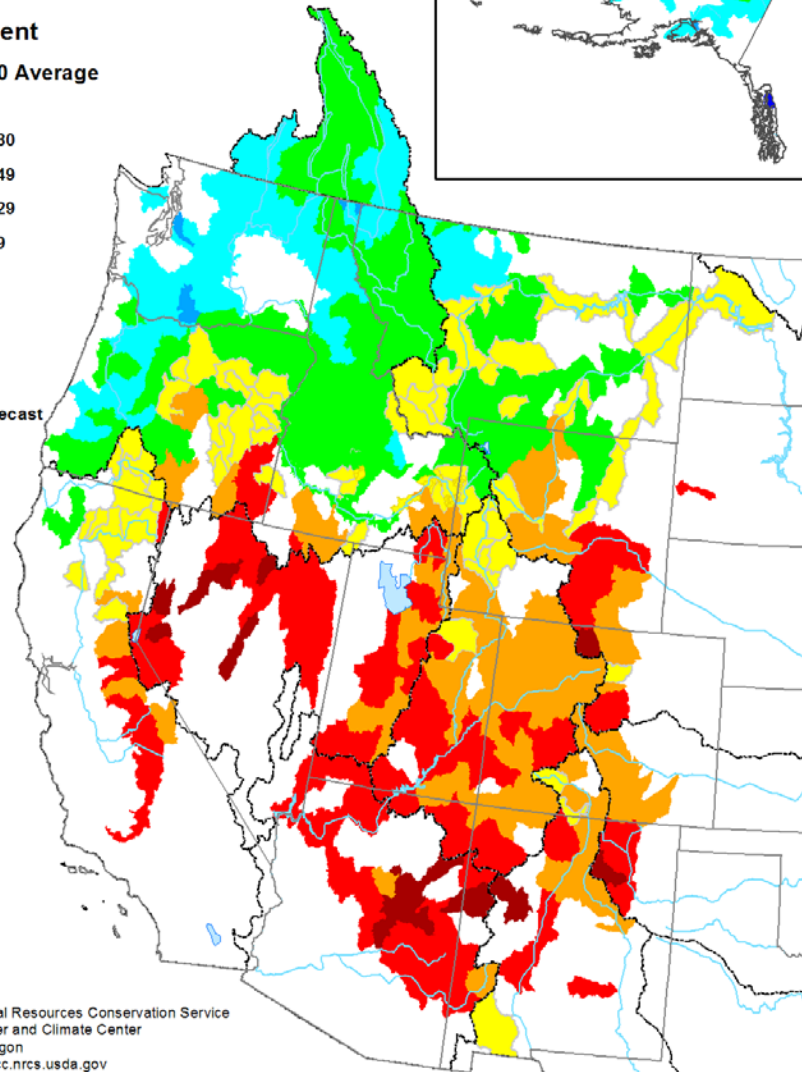 ent
0 Average
30
49
29
9
ecast
al Resources Conservation Service
er and Climate Center
gon
c.nrcs.usda.gov